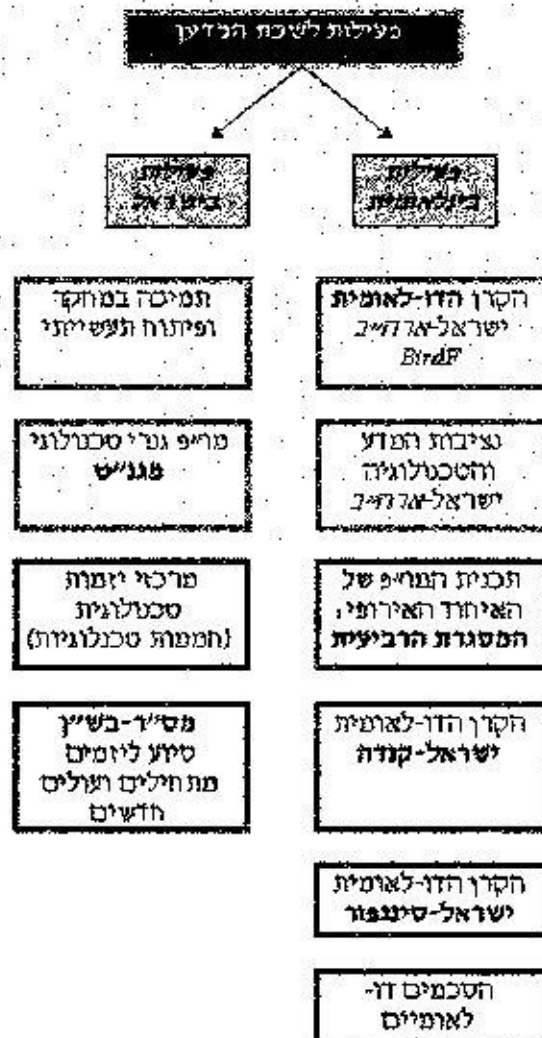 פעילות לשכת המדען
פעילות
בישראל
תמיכה במחקר
ופיתוח תעשייתי
מו״פ גנרי טכנולוגי
מגנ״ט
מרכזי יזמות
טכנולוגית
(חממות טכנולוגיות)
מס״ד-בש״ן
סיוע ליזמים
מתחילים ועולים
חדשים
פעילות
בינלאומית
הקרן הדו-לאומית
ישראל-ארה״ב
BirdF
נציבות המדע
והטכנולוגיה
ישראל-ארה״ב
תכנית המו״פ של
האיחוד האירופי,
המסגרת הרביעית
הקרן הדו-לאומית
ישראל-קנדה
הקרן הדו-לאומית
ישראל-סינגפור
הסכמים דו-
לאומיים